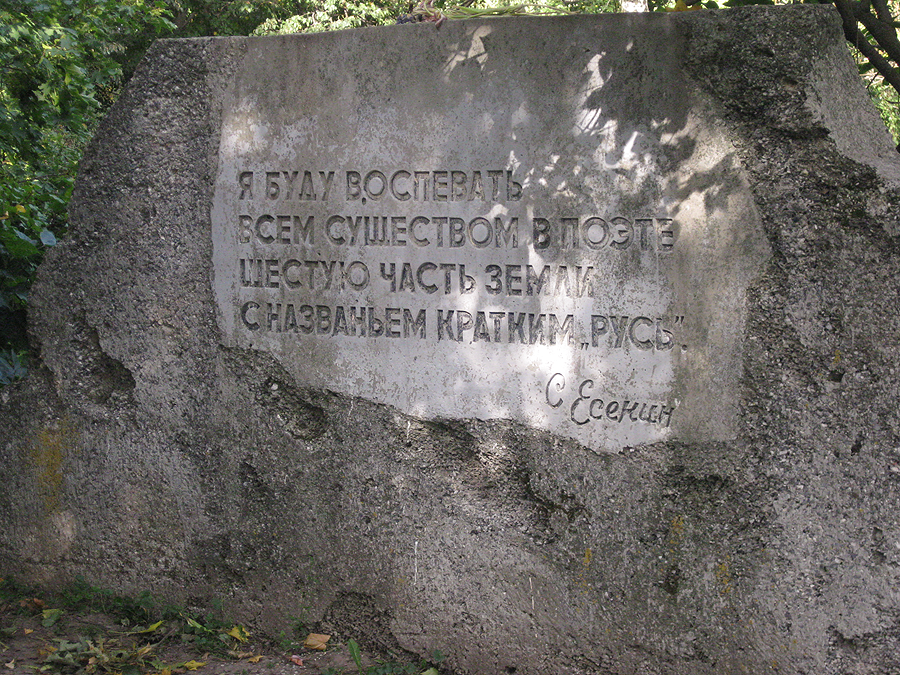 Я БУДУ ВОСПЕВАТЬ
ВСЕМ СУЩЕСТВОМ В ПОЭТЕ
ШЕСТУЮ ЧАСТЬ ЗЕМЛИ
С НАЗВАНЬЕМ КРАТКИМ „РУСЬ".
С Есенин